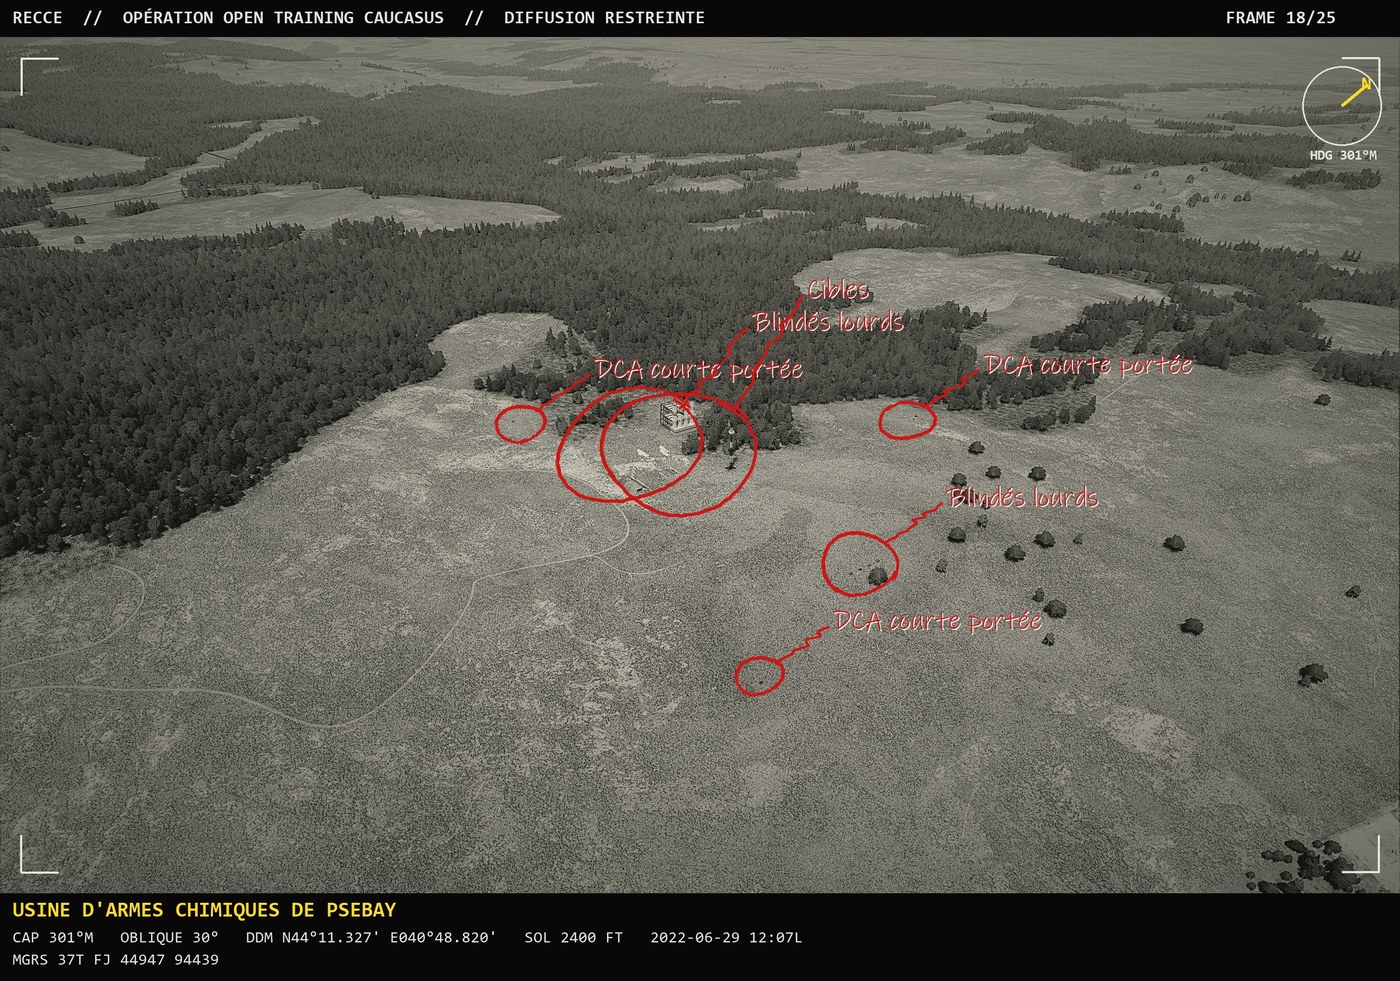 RECCE // OPÉRATION OPEN TRAINING CAUCASUS // DIFFUSION RESTREINTE
FRAME 18/25
N
HDG 301°M
Cibles
Blindés lourds
DCA courte portée
DCA courte portée
Blindés lourds
DCA courte portée
USINE D'ARMES CHIMIQUES DE PSEBAY
CAP 301°M OBLIQUE 30° DDM N44°11.327' E040°48.820' SOL 2400 FT 2022-06-29 12:07L
MGRS 37T FJ 44947 94439